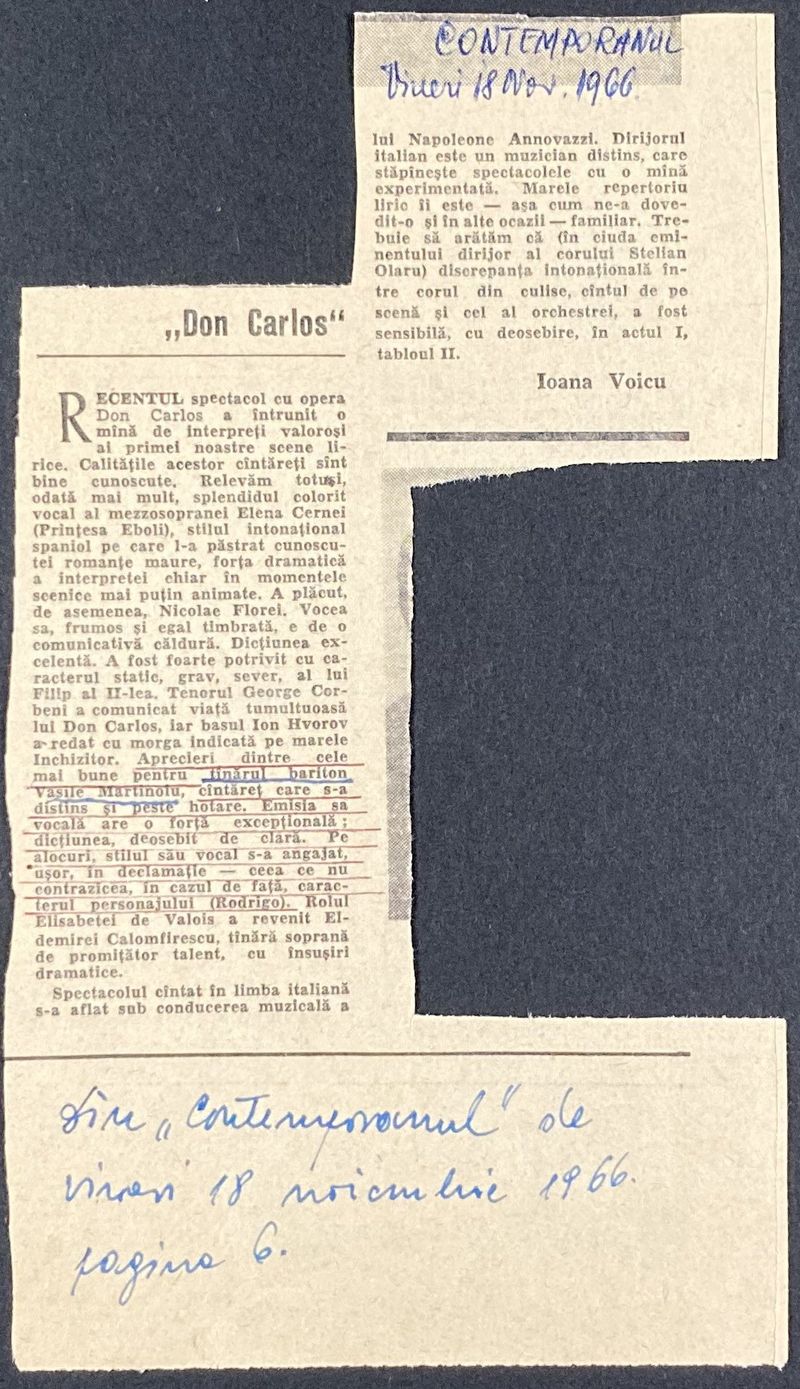 CONTEMPORANUL
Vineri 18 Nov. 1966.
„Don Carlos“
RECENTUL spectacol cu opera
Don Carlos a întrunit o
mînă de interpreți valoroși
ai primei noastre scene li-
rice. Calitățile acestor cîntăreți sînt
bine cunoscute. Relevăm totuși,
odată mai mult, splendidul colorit
vocal al mezzosopranei Elena Cernei
(Prințesa Eboli), stilul intonațional
spaniol pe care l-a păstrat cunoscu-
tei romanțe maure, forța dramatică
a interpretei chiar în momentele
scenice mai puțin animate. A plăcut,
de asemenea, Nicolae Florei. Vocea
sa, frumos și egal timbrată, e de o
comunicativă căldură. Dicțiunea ex-
celentă. A fost foarte potrivit cu ca-
racterul static, grav, sever, al lui
Filip al II-lea. Tenorul George Cor-
beni a comunicat viață tumultuoasă
lui Don Carlos, iar basul Ion Hvorov
a redat cu morga indicată pe marele
Inchizitor. Aprecieri dintre cele
mai bune pentru tînărul bariton
Vasile Martinoiu, cîntăreț care s-a
distins și peste hotare. Emisia sa
vocală are o forță excepțională ;
dicțiunea, deosebit de clară. Pe
alocuri, stilul său vocal s-a angajat,
ușor, în declamație — ceea ce nu
contrazicea, în cazul de față, carac-
terul personajului (Rodrigo). Rolul
Elisabetei de Valois a revenit El-
demirei Calomfirescu, tînără soprană
de promițător talent, cu însușiri
dramatice.
Spectacolul cîntat în limba italiană
s-a aflat sub conducerea muzicală a
lui Napoleone Annovazzi. Dirijorul
italian este un muzician distins, care
stăpînește spectacolele cu o mînă
experimentată. Marele repertoriu
liric îi este — așa cum ne-a dove-
dit-o și în alte ocazii — familiar. Tre-
buie să arătăm că (în ciuda emi-
nentului dirijor al corului Stelian
Olaru) discrepanța intonațională în-
tre corul din culise, cîntul de pe
scenă și cel al orchestrei, a fost
sensibilă, cu deosebire, în actul I,
tabloul II.
Ioana Voicu
din „Contemporanul” de
vineri 18 noiembrie 1966.
pagina 6.